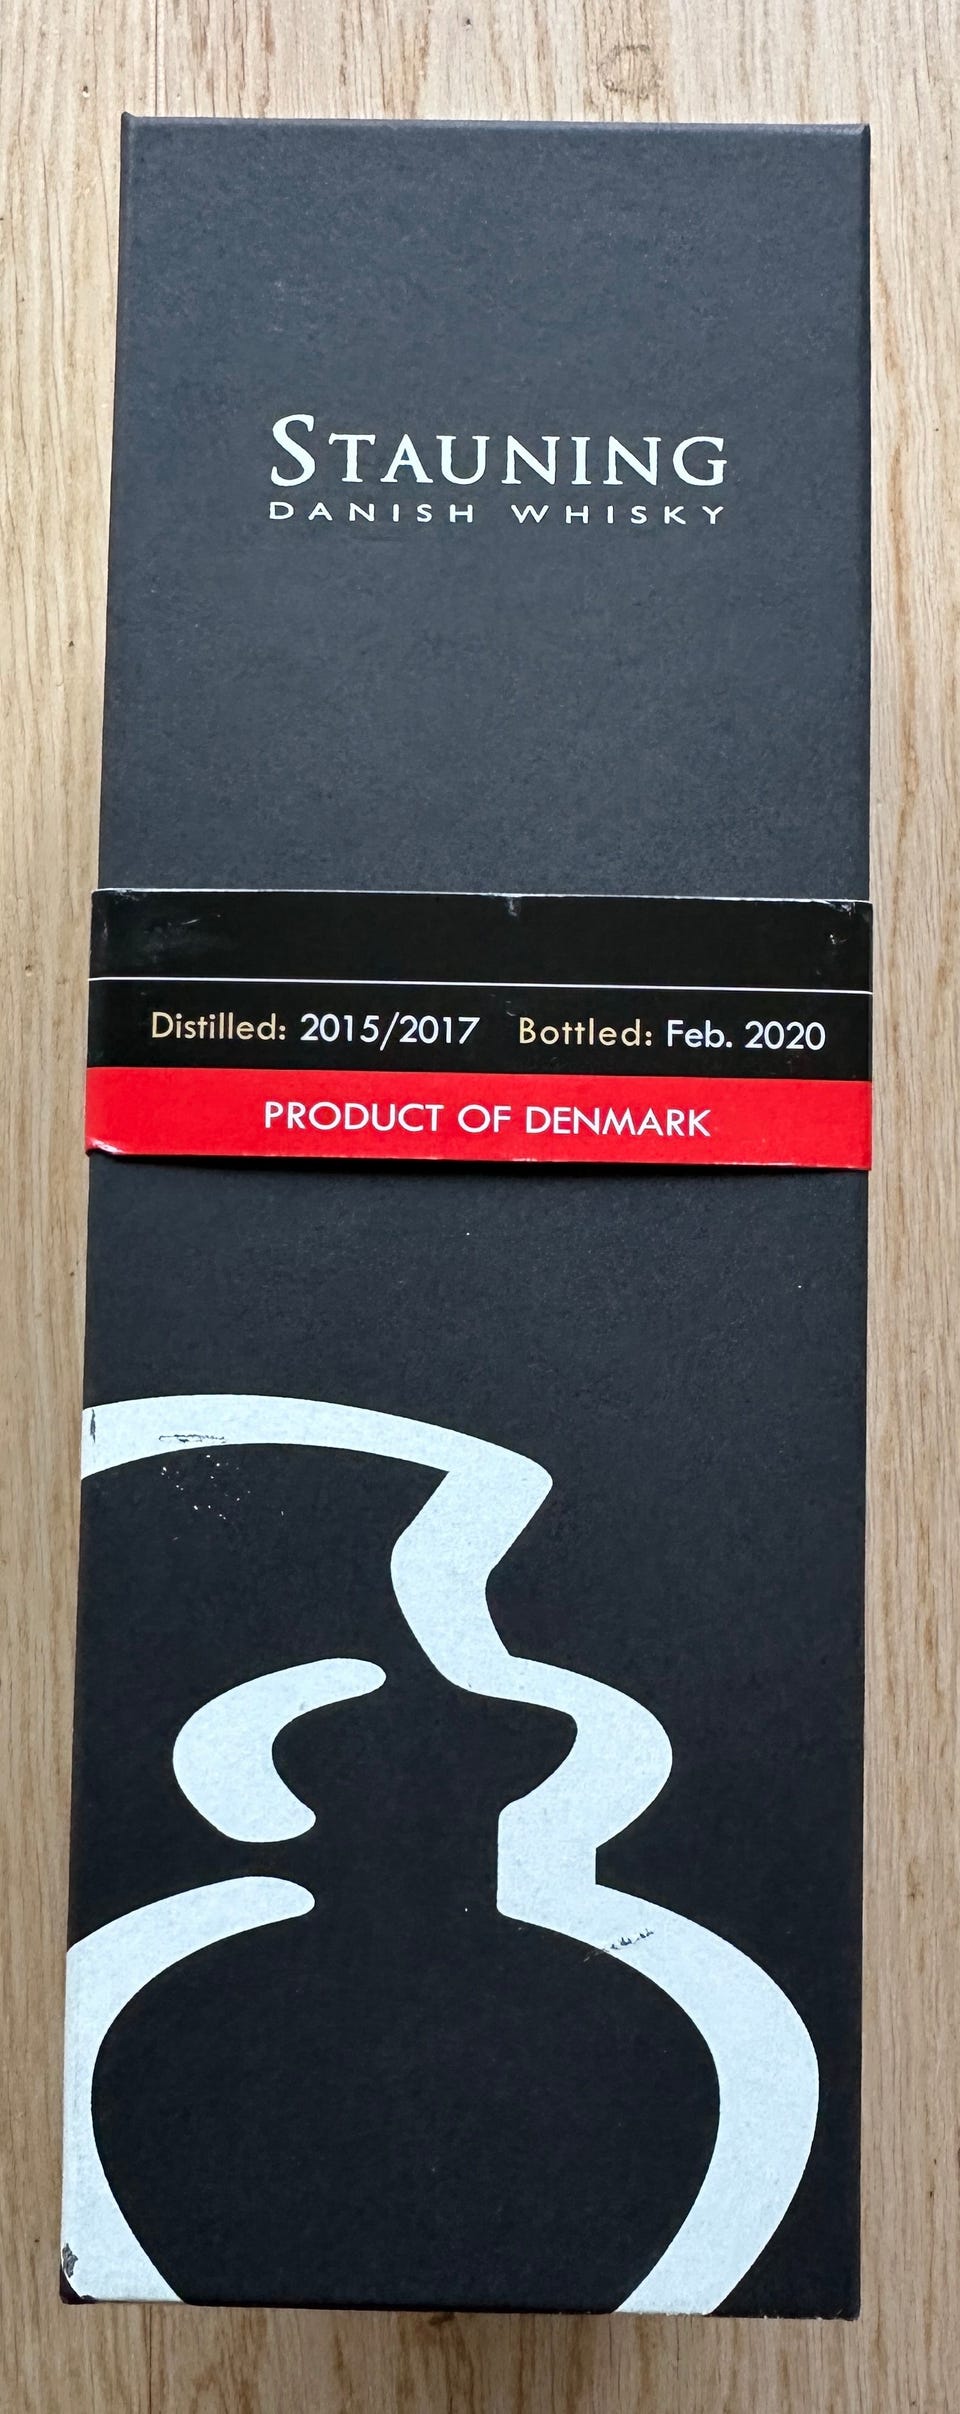 STAUNING
DANISH WHISKY
Distilled: 2015/2017 Bottled: Feb. 2020
PRODUCT OF DENMARK